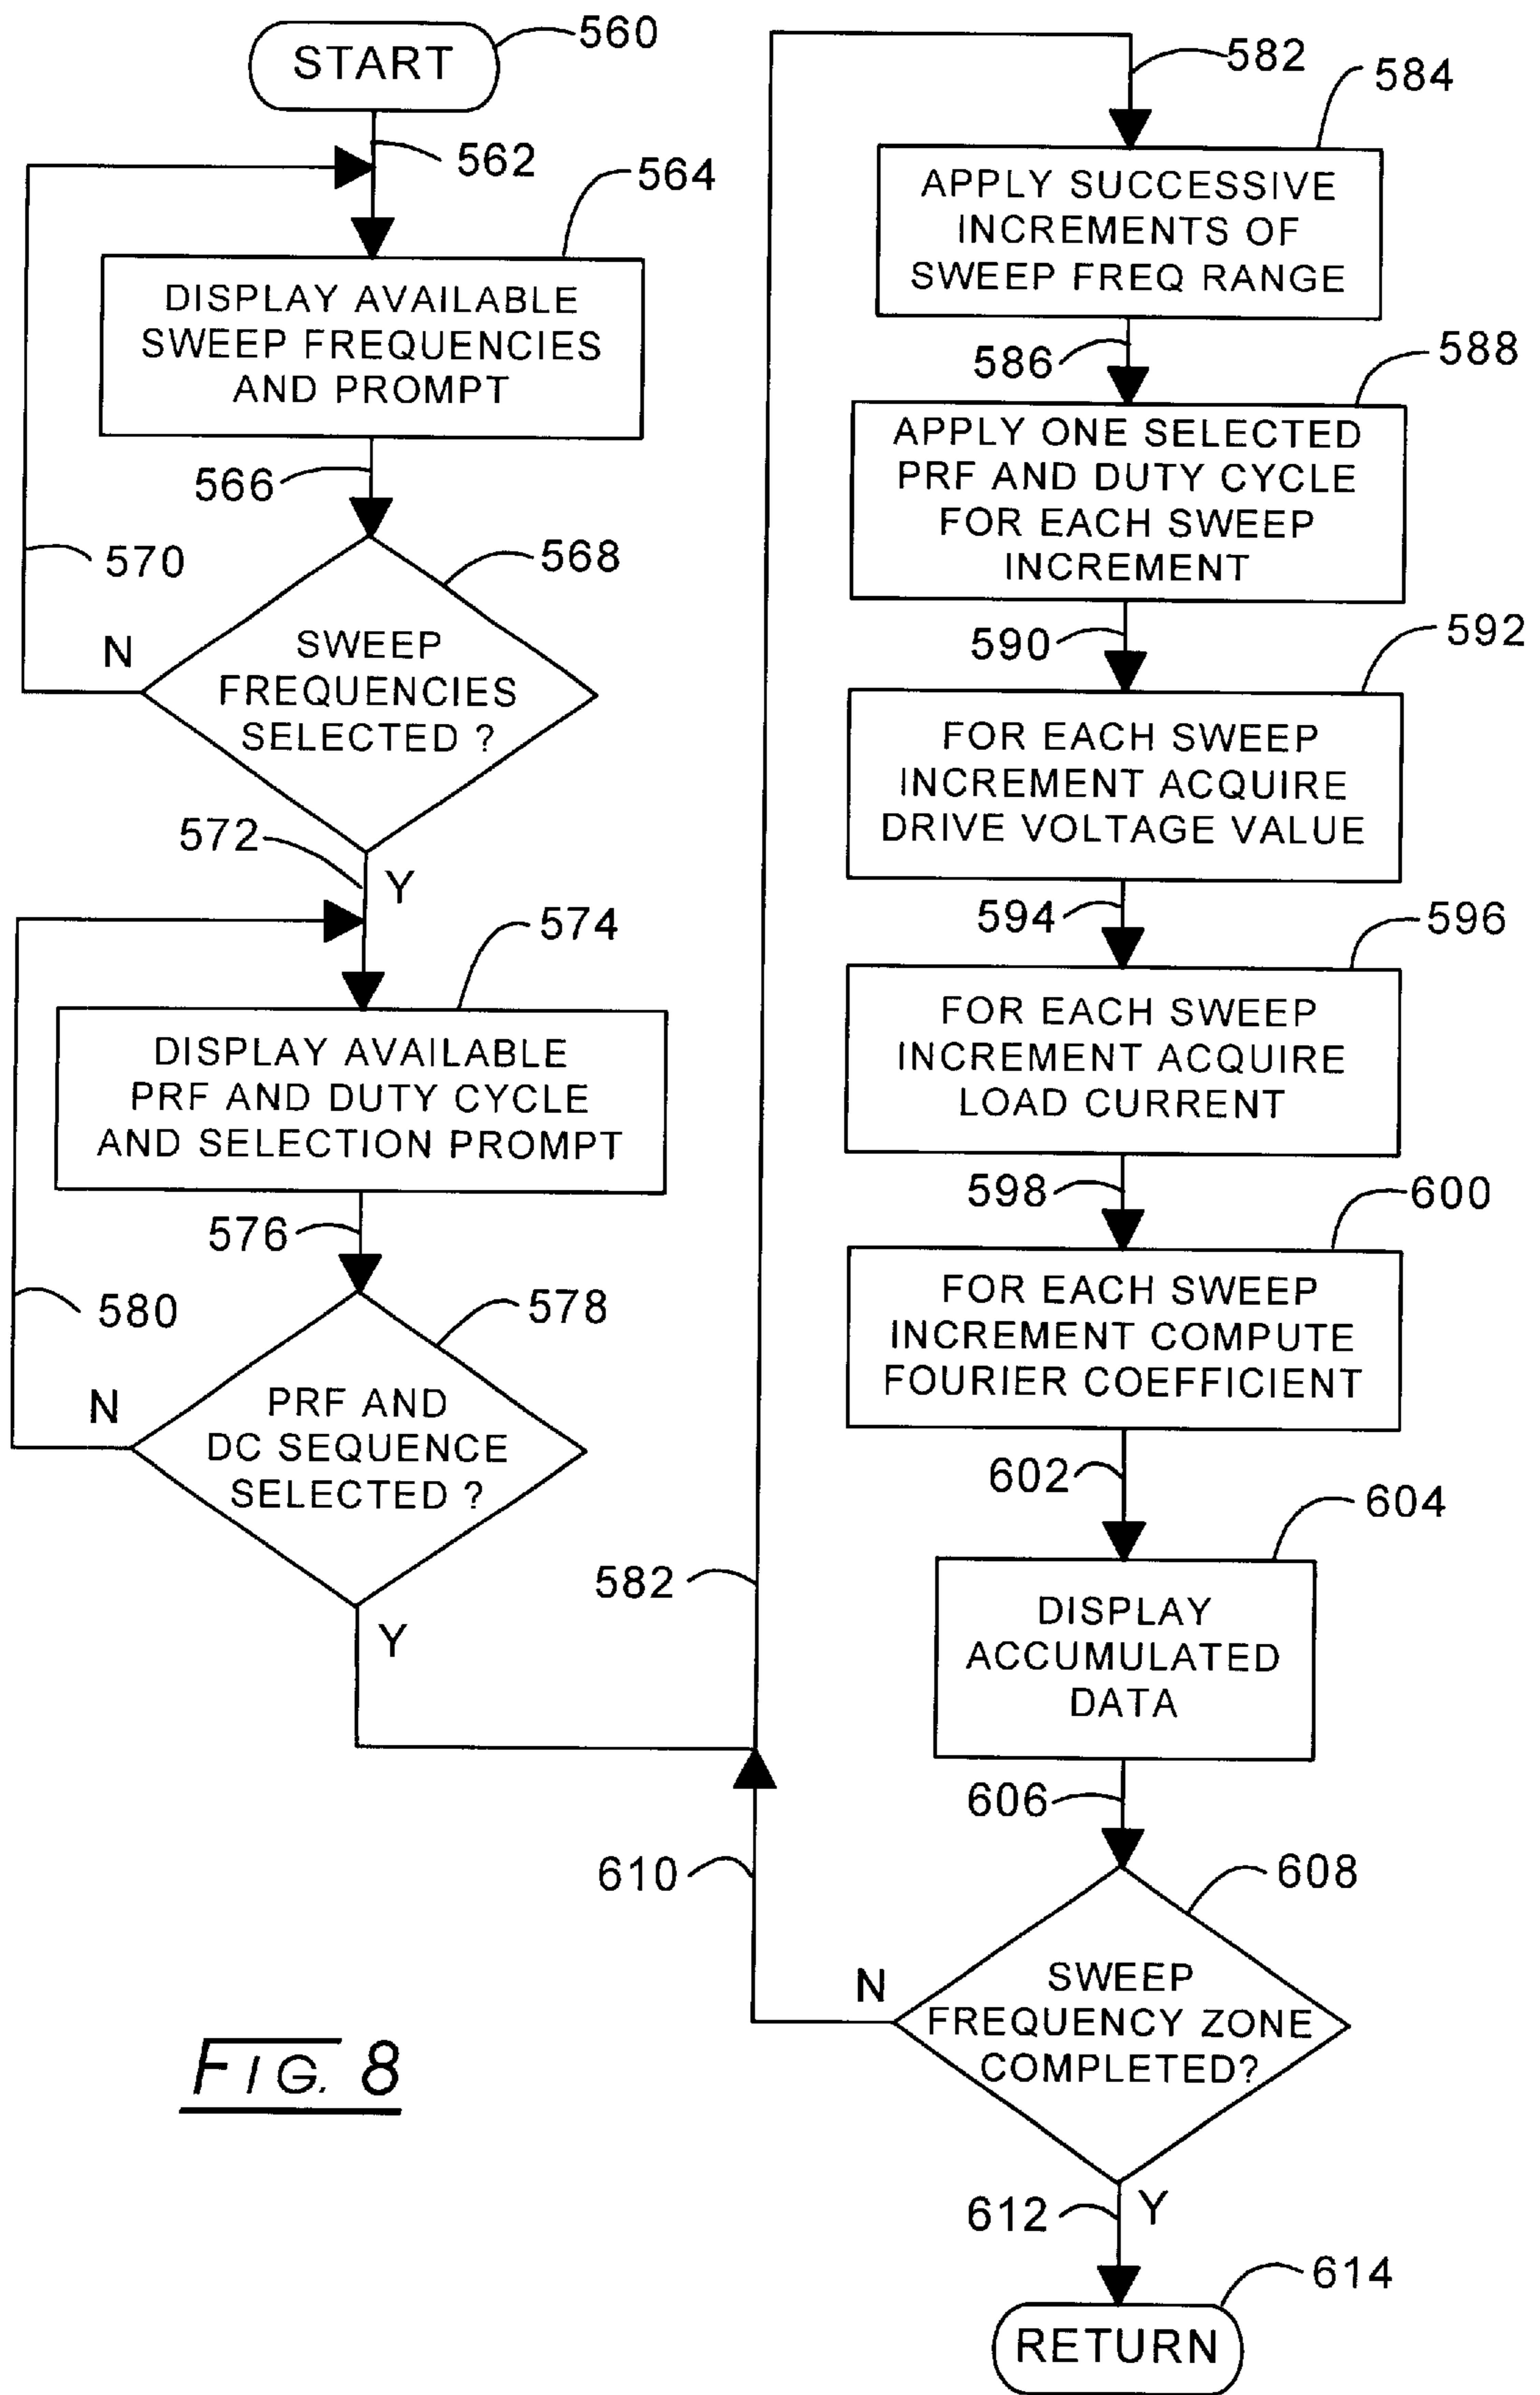 START
560
562
564
DISPLAY AVAILABLE
SWEEP FREQUENCIES
AND PROMPT
566
570
568
N
SWEEP
FREQUENCIES
SELECTED ?
572
Y
574
DISPLAY AVAILABLE
PRF AND DUTY CYCLE
AND SELECTION PROMPT
576
580
578
N
PRF AND
DC SEQUENCE
SELECTED ?
Y
582
582
584
APPLY SUCCESSIVE
INCREMENTS OF
SWEEP FREQ RANGE
586
588
APPLY ONE SELECTED
PRF AND DUTY CYCLE
FOR EACH SWEEP
INCREMENT
590
592
FOR EACH SWEEP
INCREMENT ACQUIRE
DRIVE VOLTAGE VALUE
594
596
FOR EACH SWEEP
INCREMENT ACQUIRE
LOAD CURRENT
598
600
FOR EACH SWEEP
INCREMENT COMPUTE
FOURIER COEFFICIENT
602
604
DISPLAY
ACCUMULATED
DATA
606
610
608
N
SWEEP
FREQUENCY ZONE
COMPLETED?
612
Y
614
RETURN
FIG. 8